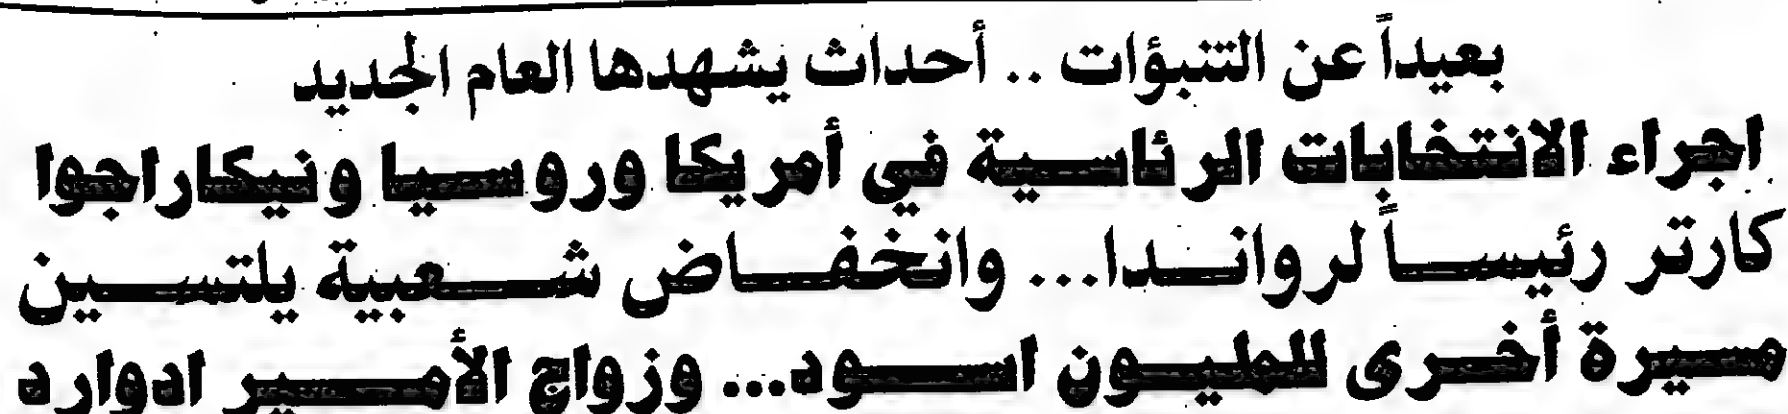 بعيداً عن التنبؤات .. أحداث يشهدها العام الجديد
اجراء الانتخابات الرئاسية في أمريكا وروسيا ونيكاراجوا
كارتر رئيساً لرواندا... وانخفاض شعبية يلتسين
مسيرة أخرى للمليون اسود... وزواج الأمير ادوارد